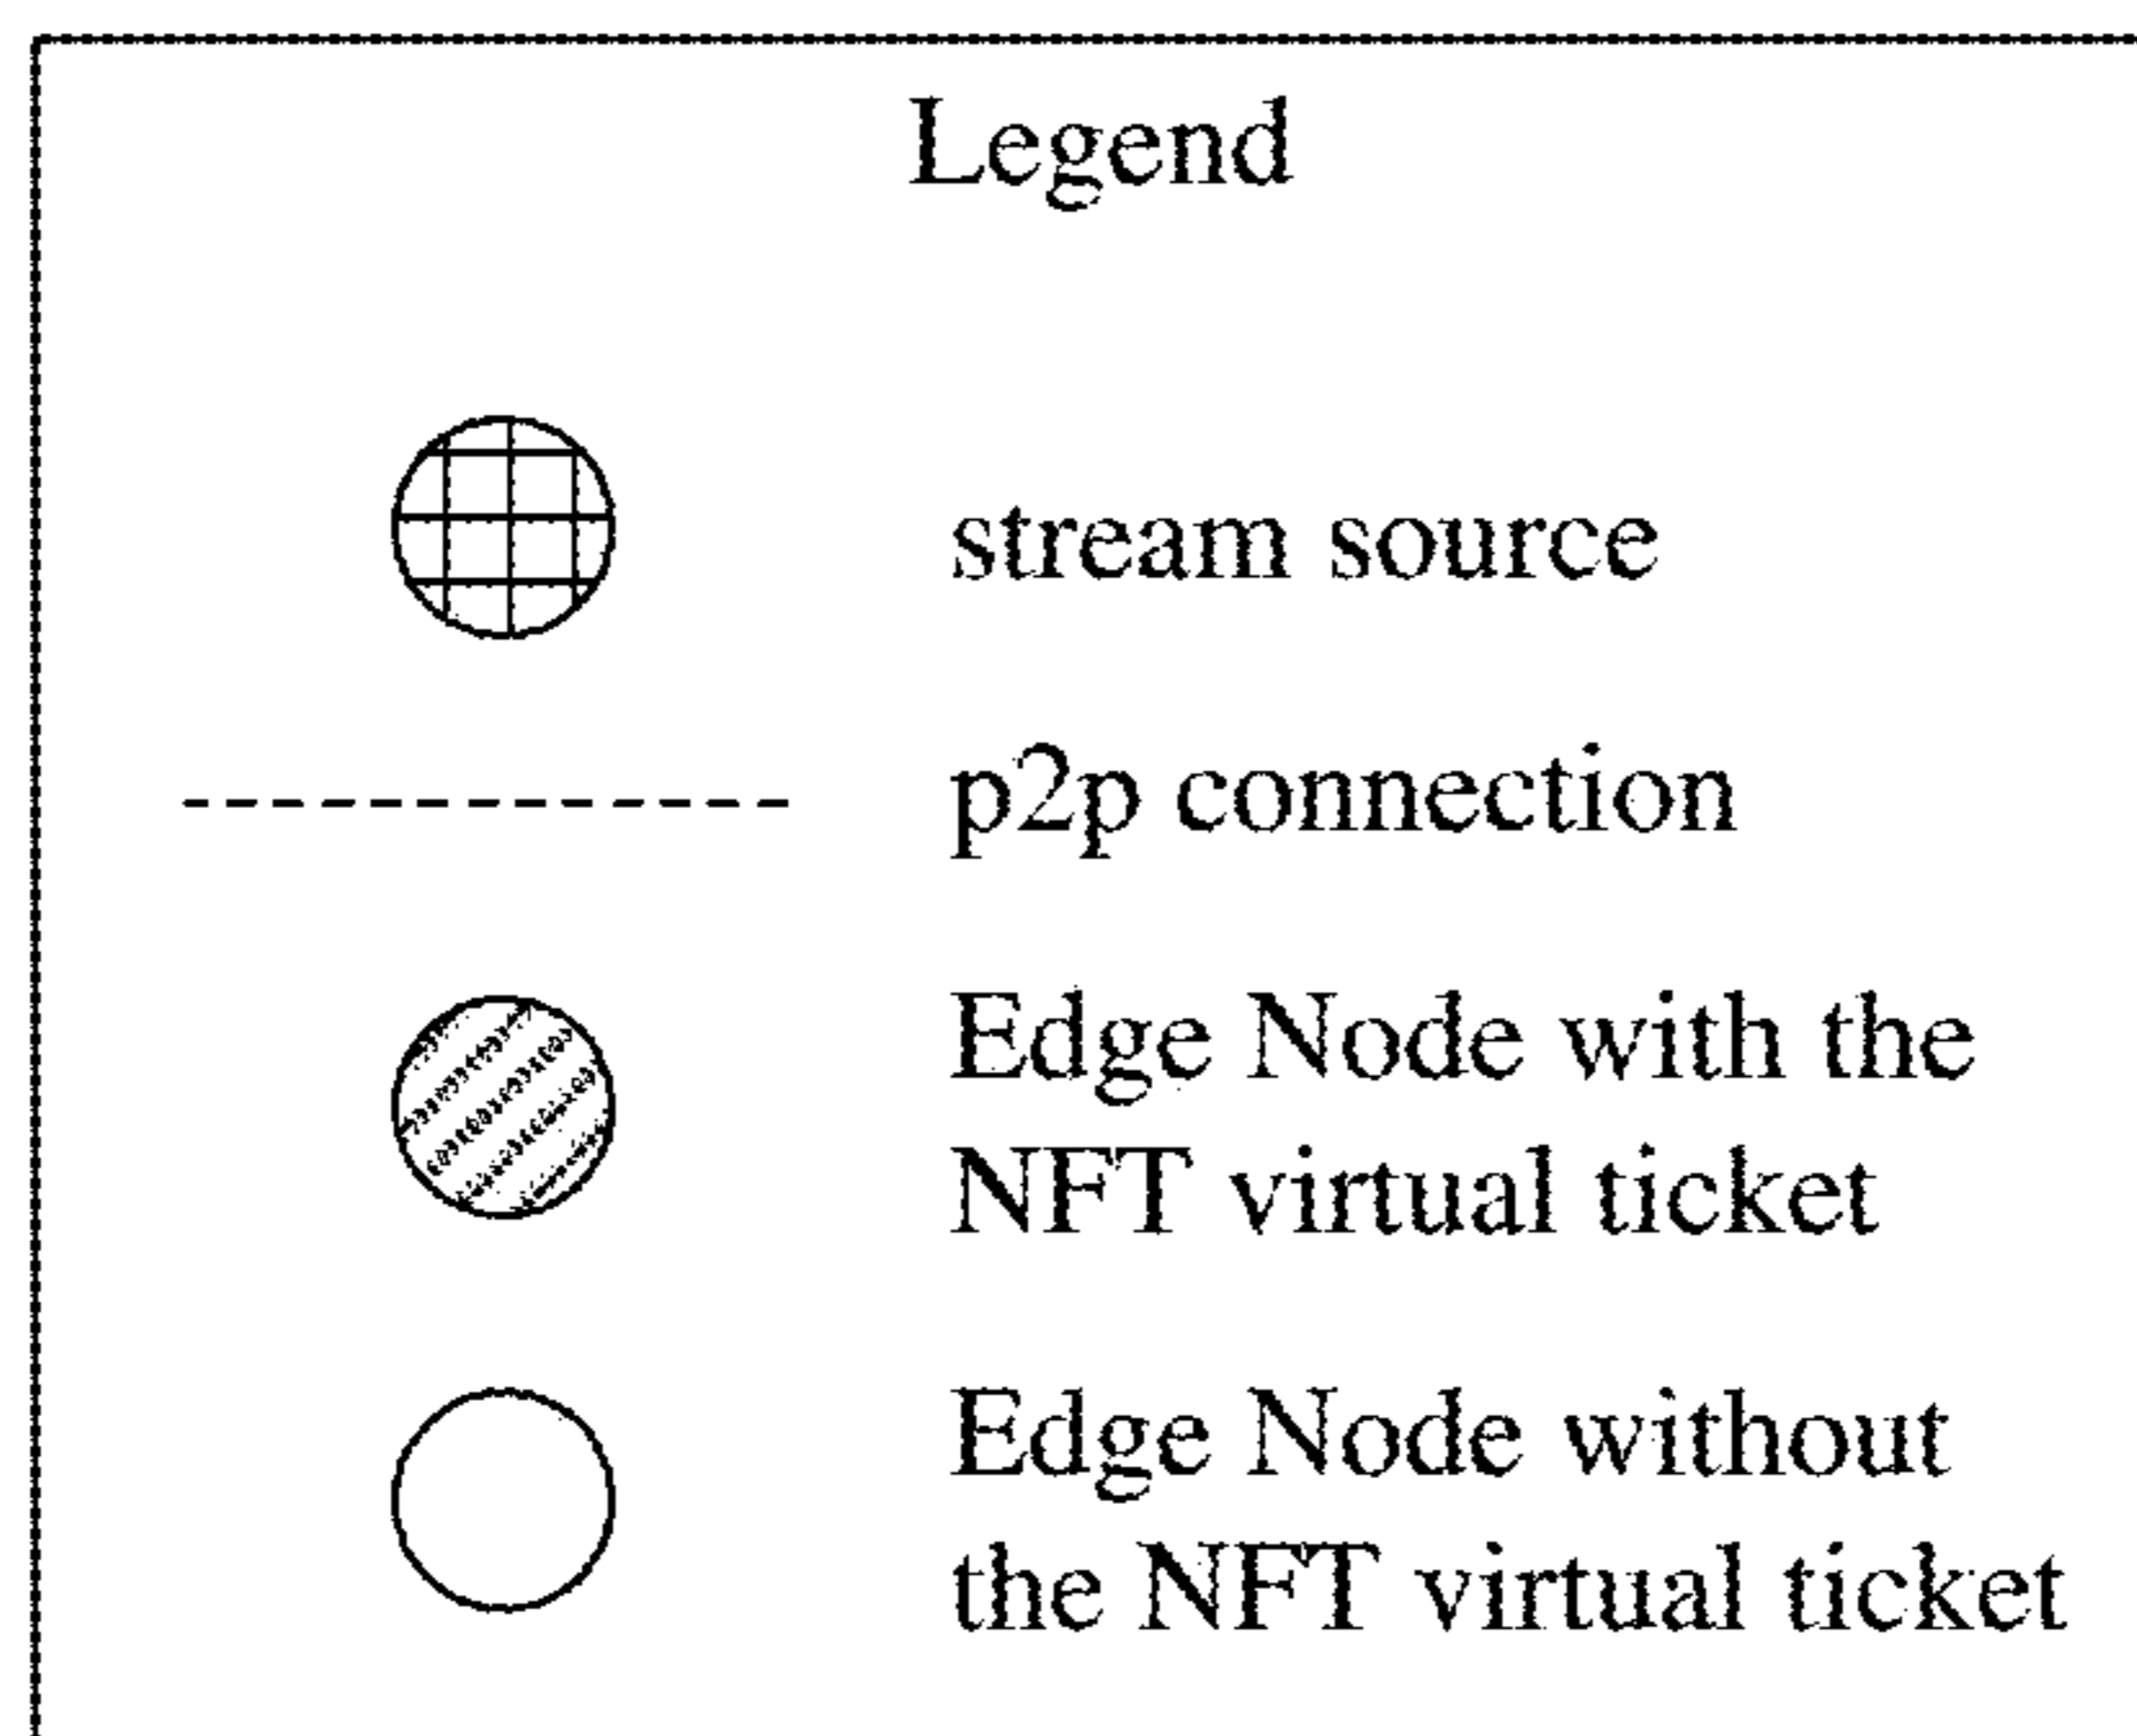 Legend
stream source
p2p connection
Edge Node with the
NFT virtual ticket
Edge Node without
the NFT virtual ticket